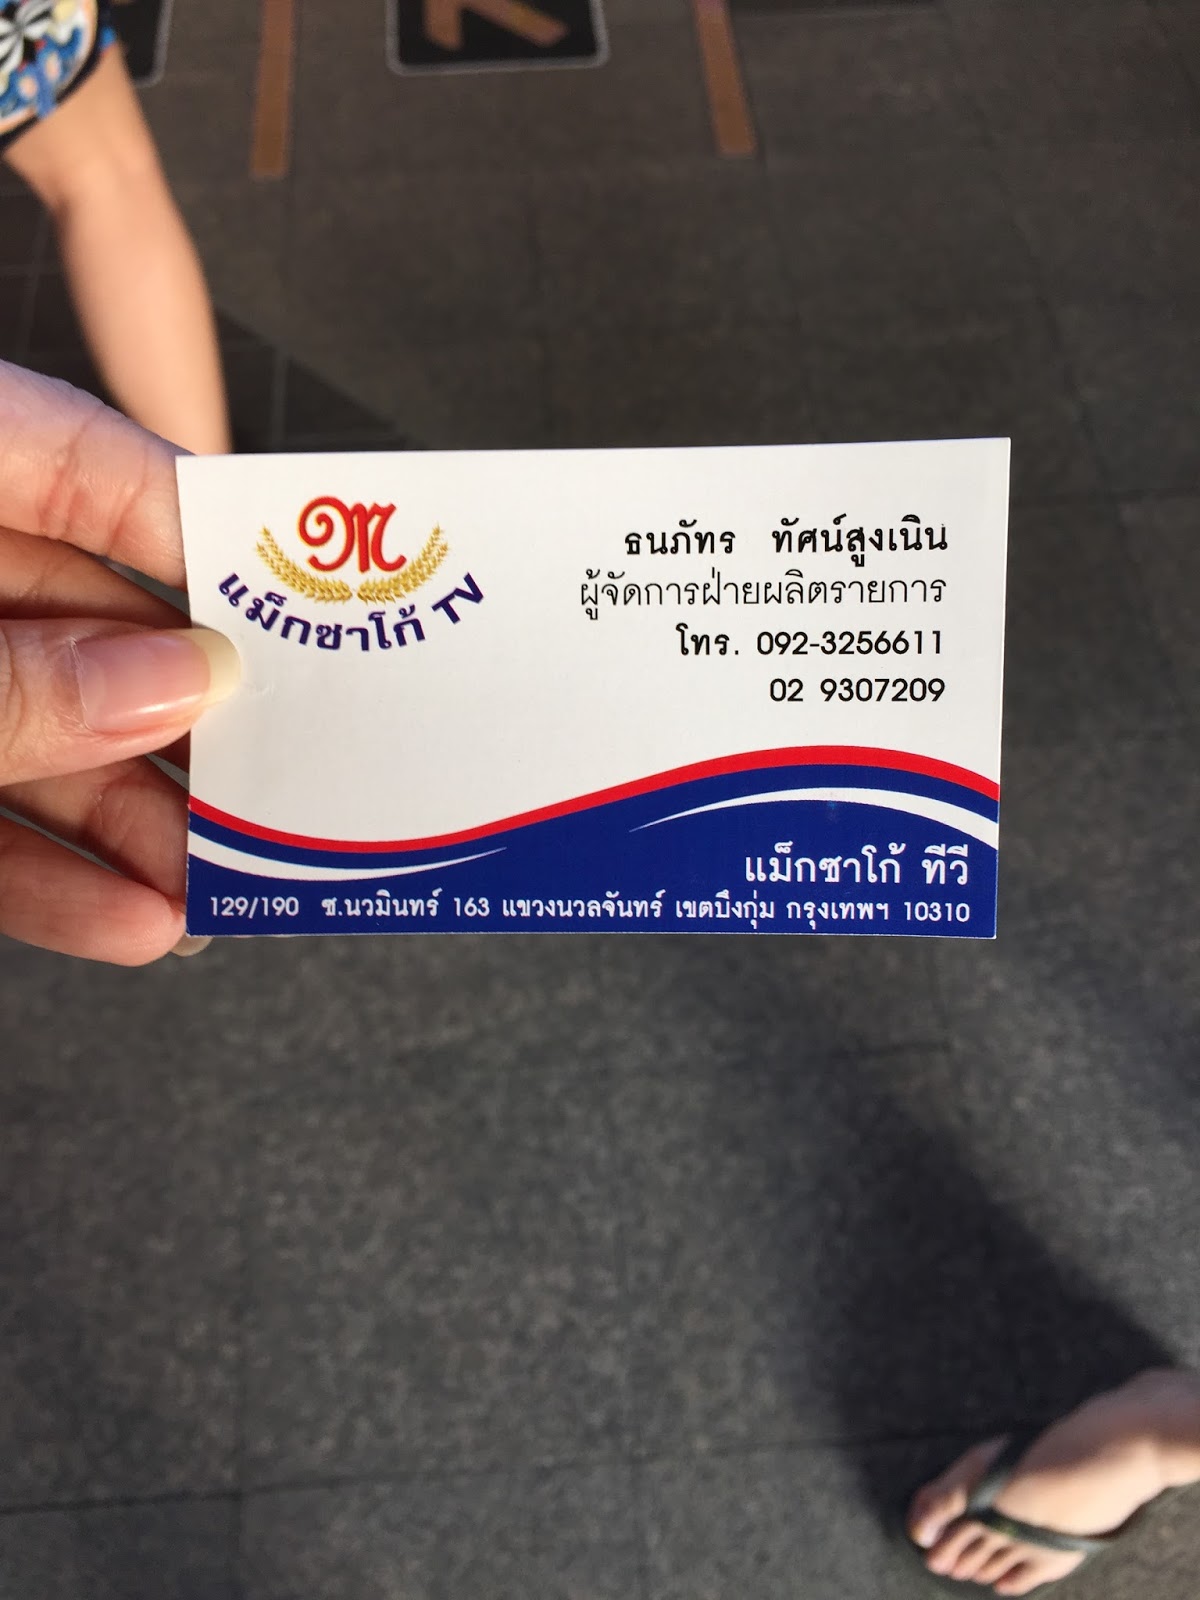 m
แม็กซาโก้ TV
ธนภัทร ทัศน์สูงเนิน
ผู้จัดการฝ่ายผลิตรายการ
โทร. 092-3256611
02 9307209
แม็กซาโก้ ทีวี
129/190 ซ.นวมินทร์ 163 แขวงนวลจันทร์ เขตบึงกุ่ม กรุงเทพฯ 10310